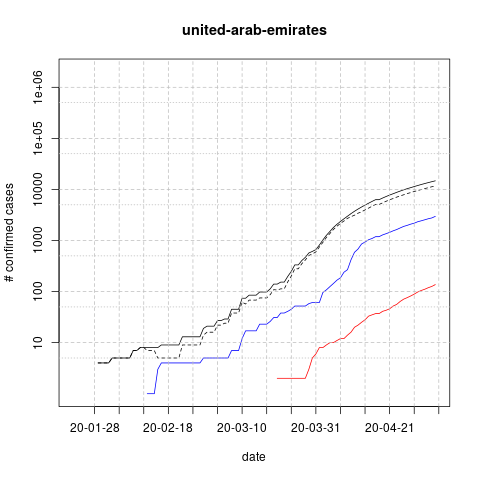 united-arab-emirates
# confirmed cases
1e+06
1e+05
10000
1000
100
10
20-01-28 20-02-18 20-03-10 20-03-31 20-04-21
date